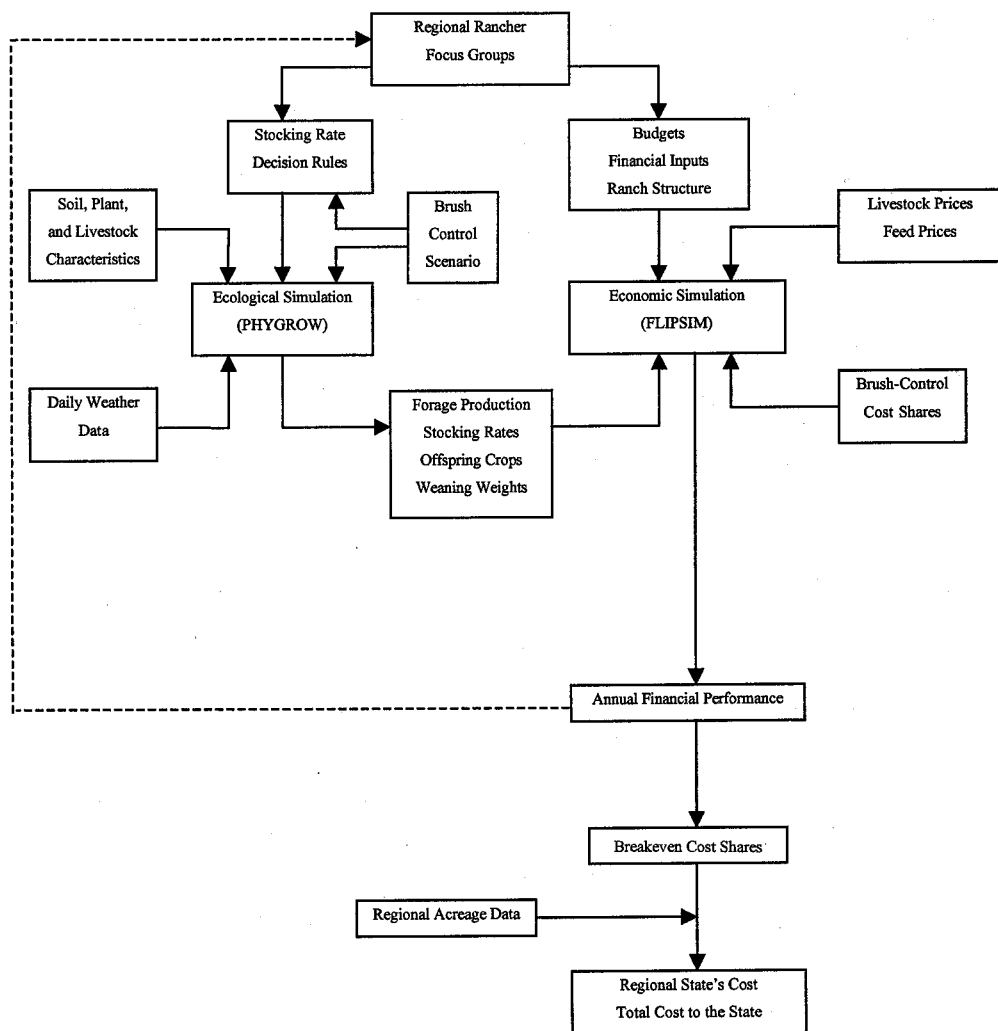 Regional Rancher
Focus Groups
Stocking Rate
Decision Rules
Budgets
Financial Inputs
Ranch Structure
Soil, Plant,
and Livestock
Characteristics
Brush
Control
Scenario
Livestock Prices
Feed Prices
Ecological Simulation
(PHYGROW)
Economic Simulation
(FLIPSIM)
Daily Weather
Data
Forage Production
Stocking Rates
Offspring Crops
Weaning Weights
Brush-Control
Cost Shares
Annual Financial Performance
Breakeven Cost Shares
Regional Acreage Data
Regional State's Cost
Total Cost to the State